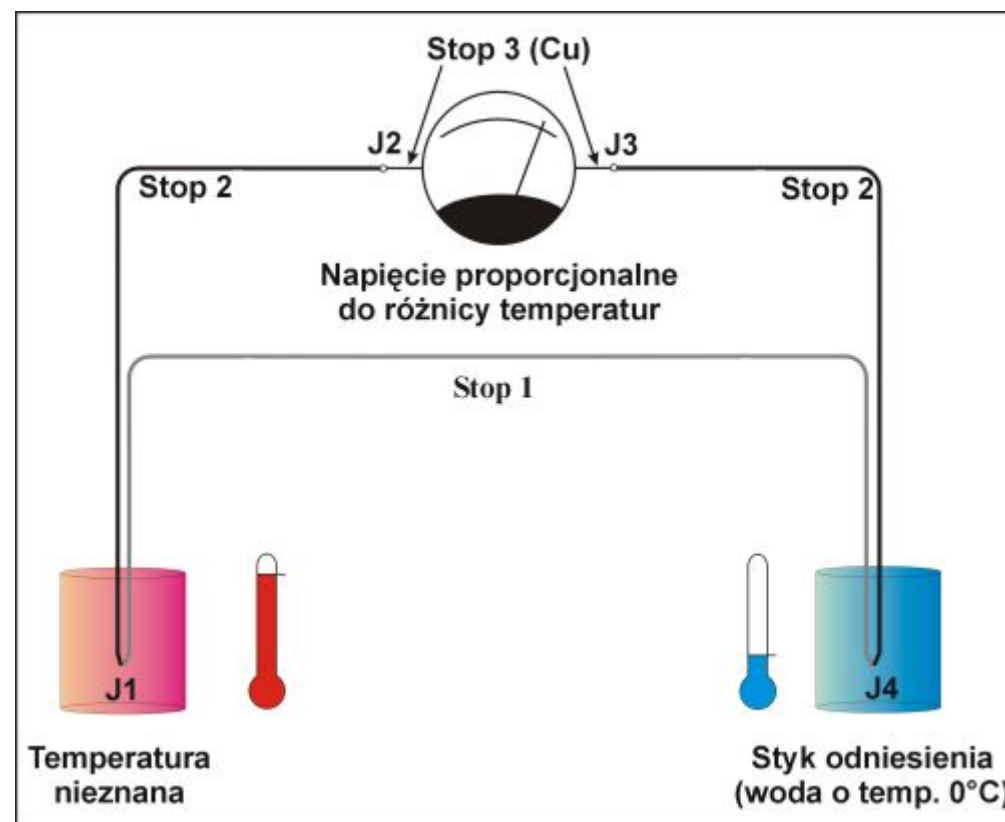 Stop 3 (Cu)
J2
J3
Stop 2
Stop 2
Napięcie proporcjonalne
do różnicy temperatur
Stop 1
J1
J4
Temperatura
nieznana
Styk odniesienia
(woda o temp. 0°C)